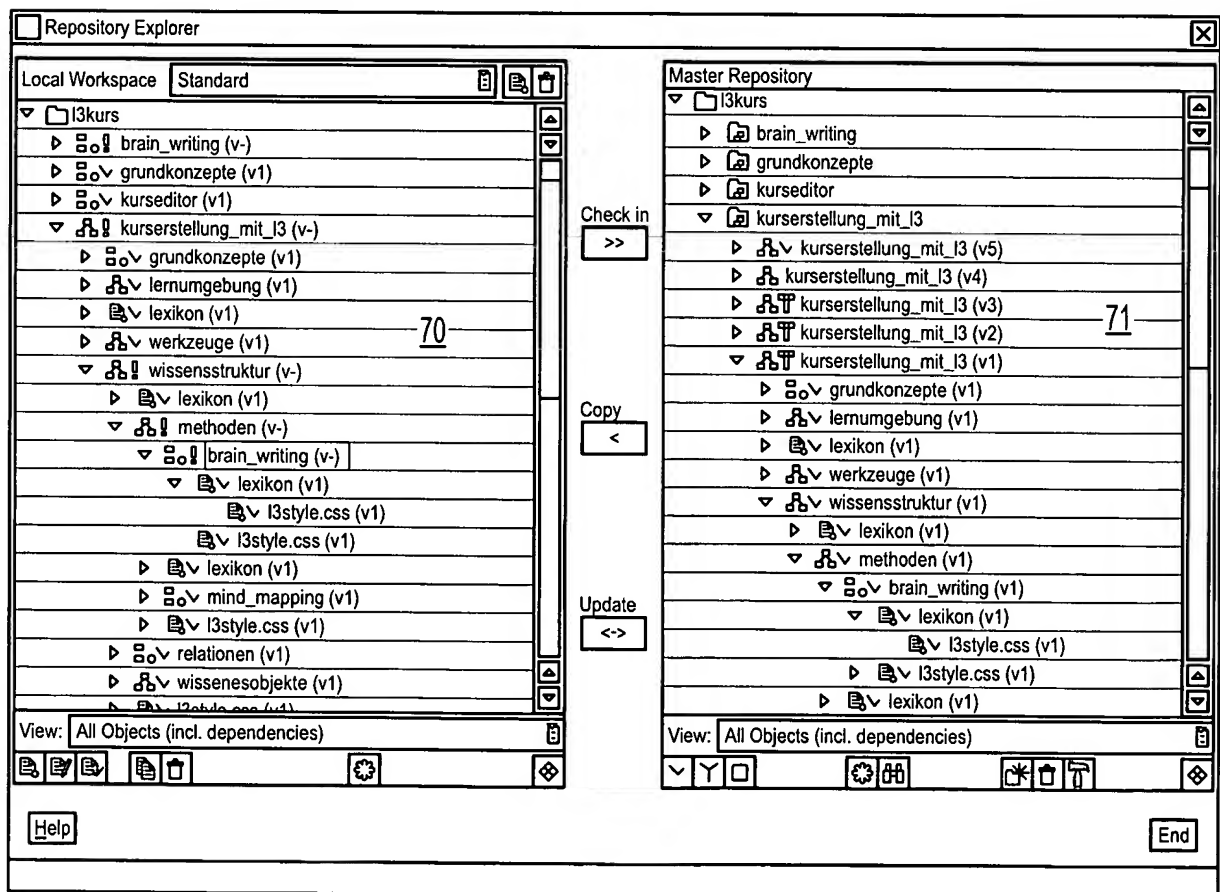 Repository Explorer
Local Workspace Standard
l3kurs
brain_writing (v-)
grundkonzepte (v1)
kurseditor (v1)
kurserstellung_mit_l3 (v-)
grundkonzepte (v1)
lernumgebung (v1)
lexikon (v1)
werkzeuge (v1)
70
wissensstruktur (v-)
lexikon (v1)
methoden (v-)
brain_writing (v-)
lexikon (v1)
l3style.css (v1)
l3style.css (v1)
lexikon (v1)
mind_mapping (v1)
l3style.css (v1)
relationen (v1)
wissenesobjekte (v1)
l3style.css (v1)
View: All Objects (incl. dependencies)
Check in
>>
Copy
<
Update
<->
Master Repository
l3kurs
brain_writing
grundkonzepte
kurseditor
kurserstellung_mit_l3
kurserstellung_mit_l3 (v5)
kurserstellung_mit_l3 (v4)
kurserstellung_mit_l3 (v3)
71
kurserstellung_mit_l3 (v2)
kurserstellung_mit_l3 (v1)
grundkonzepte (v1)
lernumgebung (v1)
lexikon (v1)
werkzeuge (v1)
wissensstruktur (v1)
lexikon (v1)
methoden (v1)
brain_writing (v1)
lexikon (v1)
l3style.css (v1)
l3style.css (v1)
lexikon (v1)
View: All Objects (incl. dependencies)
Help
End